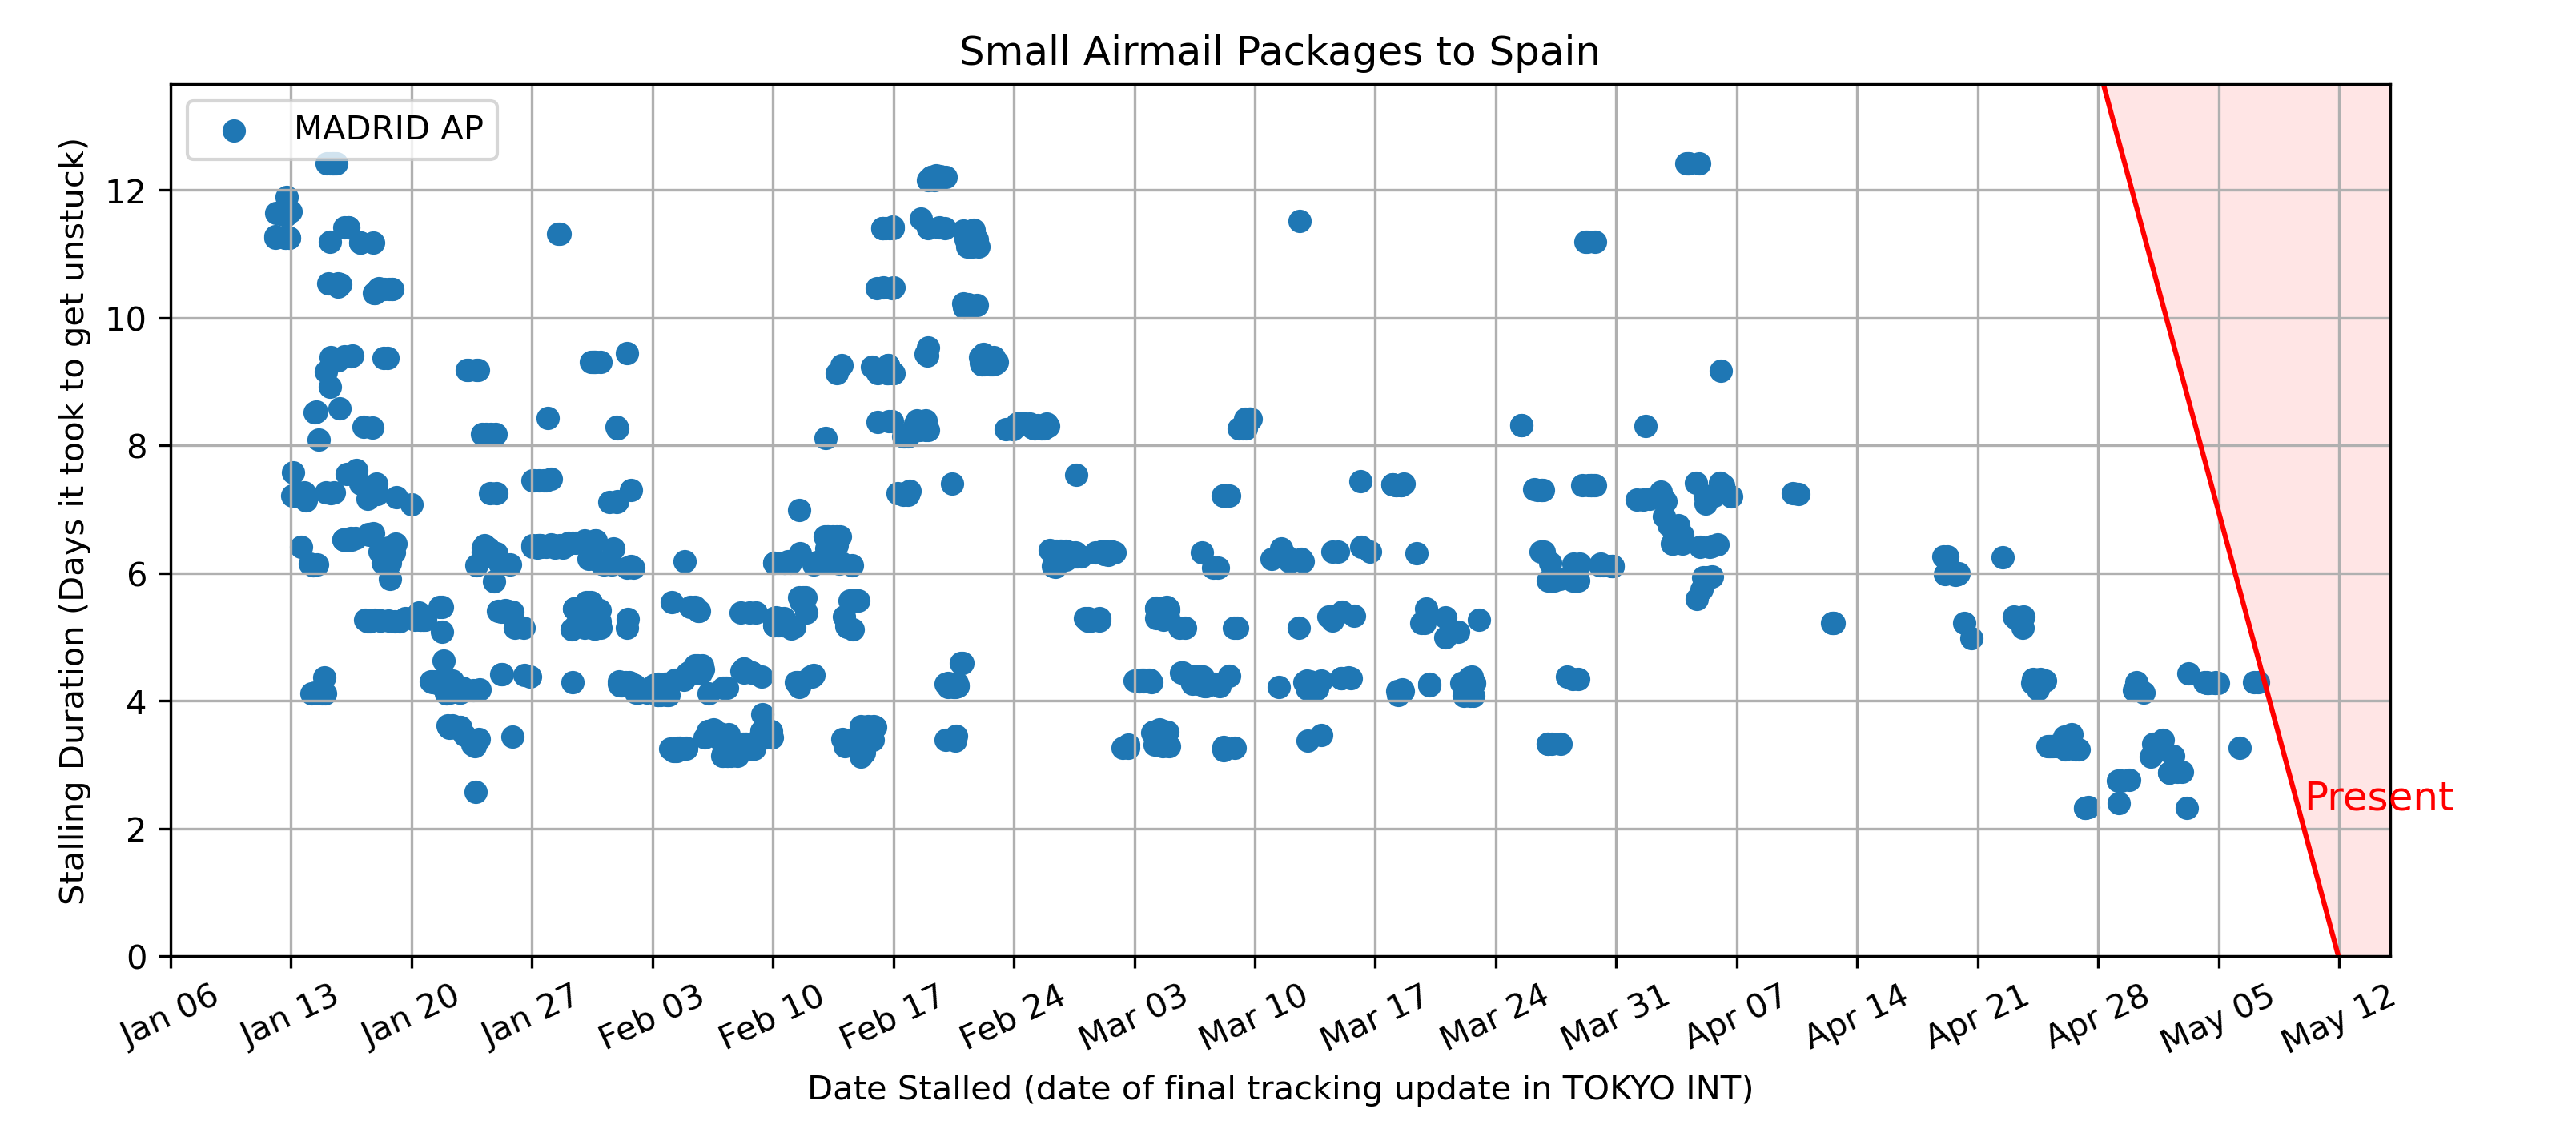 Small Airmail Packages to Spain
MADRID AP
Stalling Duration (Days it took to get unstuck)
12
10
8
6
4
2
0
Present
Jan 06
Jan 13
Jan 20
Jan 27
Feb 03
Feb 10
Feb 17
Feb 24
Mar 03
Mar 10
Mar 17
Mar 24
Mar 31
Apr 07
Apr 14
Apr 21
Apr 28
May 05
May 12
Date Stalled (date of final tracking update in TOKYO INT)